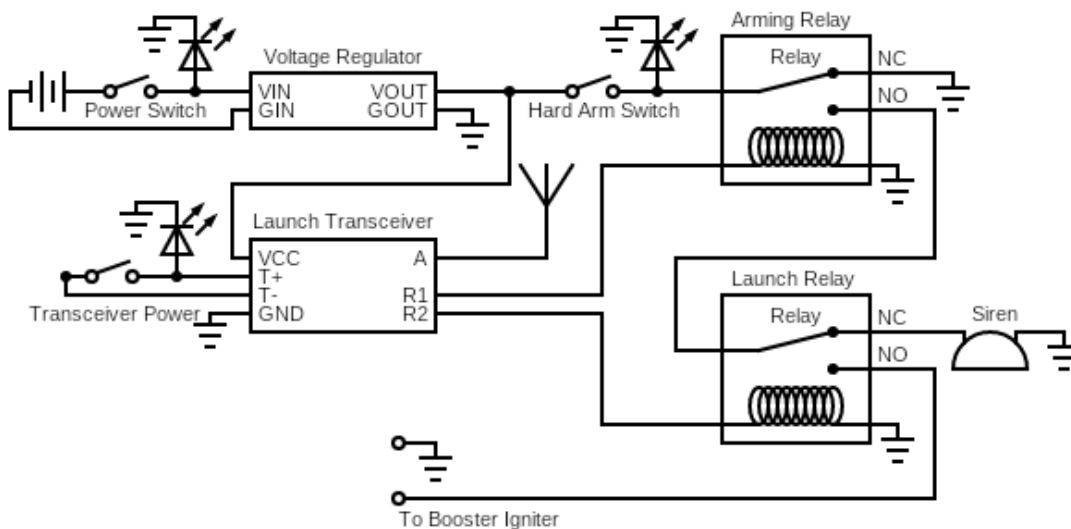 Arming Relay
Voltage Regulator
Relay
NC
VIN
VOUT
NO
GIN
GOUT
Power Switch
Hard Arm Switch
Launch Transceiver
VCC
A
T+
T-
R1
Launch Relay
Transceiver Power
GND
R2
Relay
NC
Siren
NO
To Booster Igniter